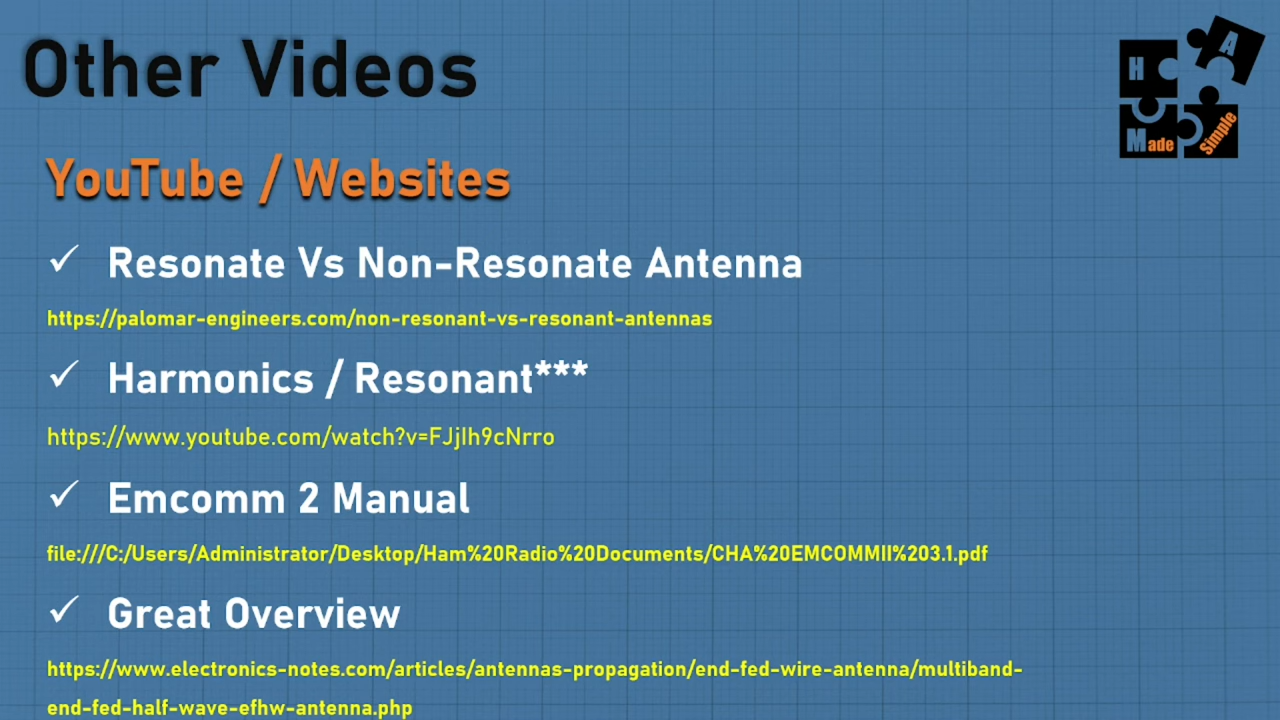 Other Videos
H A
Made Simple
YouTube / Websites
✓ Resonate Vs Non-Resonate Antenna
https://palomar-engineers.com/non-resonant-vs-resonant-antennas
✓ Harmonics / Resonant***
https://www.youtube.com/watch?v=FJjIh9cNrro
✓ Emcomm 2 Manual
file:///C:/Users/Administrator/Desktop/Ham%20Radio%20Documents/CHA%20EMCOMMII%203.1.pdf
✓ Great Overview
https://www.electronics-notes.com/articles/antennas-propagation/end-fed-wire-antenna/multiband-
end-fed-half-wave-efhw-antenna.php